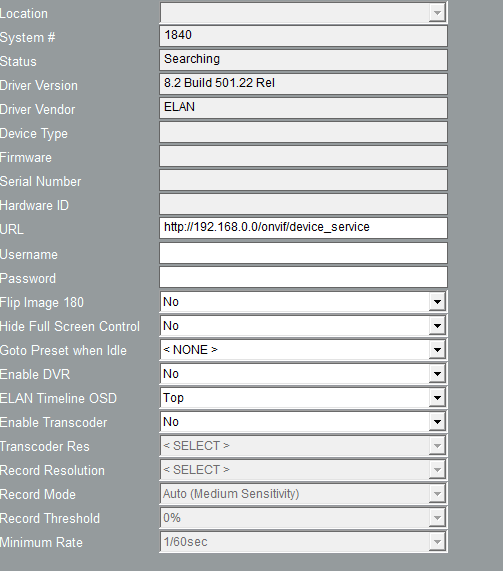 Location
System # 1840
Status Searching
Driver Version 8.2 Build 501.22 Rel
Driver Vendor ELAN
Device Type
Firmware
Serial Number
Hardware ID
URL http://192.168.0.0/onvif/device_service
Username
Password
Flip Image 180 No
Hide Full Screen Control No
Goto Preset when Idle < NONE >
Enable DVR No
ELAN Timeline OSD Top
Enable Transcoder No
Transcoder Res < SELECT >
Record Resolution < SELECT >
Record Mode Auto (Medium Sensitivity)
Record Threshold 0%
Minimum Rate 1/60sec